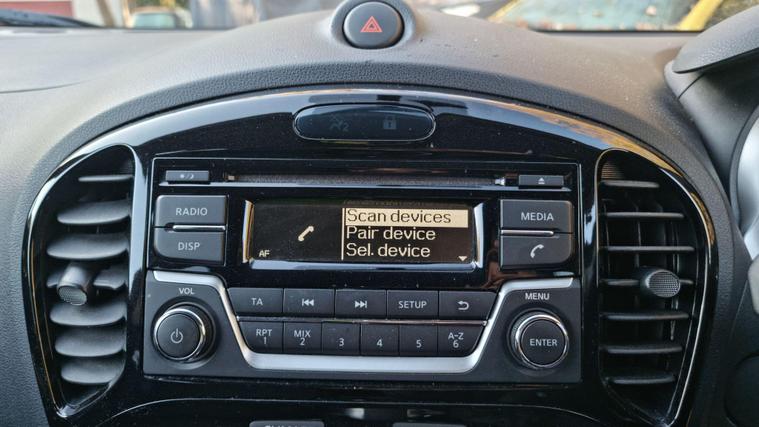 2
RADIO
DISP
AF
Scan devices
Pair device
Sel. device
MEDIA
VOL
MENU
TA
SETUP
RPT MIX A-Z
1 2 3 4 5 6
ENTER